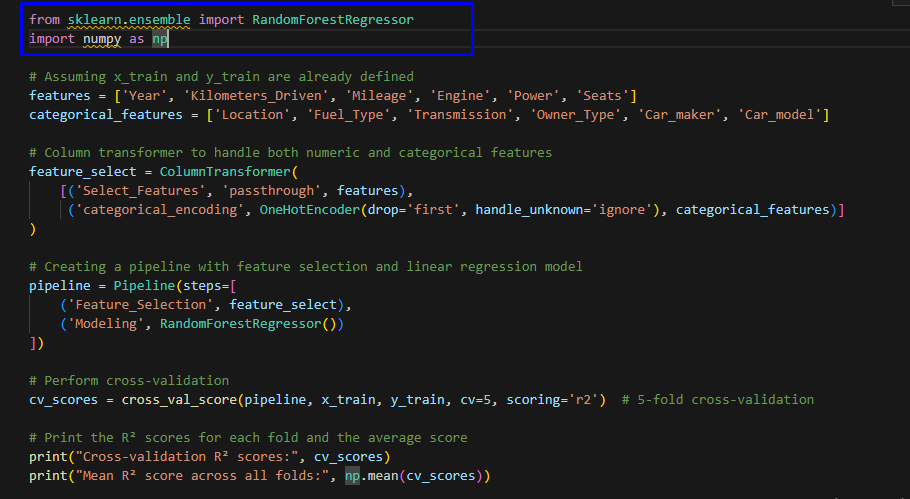 from sklearn.ensemble import RandomForestRegressor
import numpy as np
# Assuming x_train and y_train are already defined
features = ['Year', 'Kilometers_Driven', 'Mileage', 'Engine', 'Power', 'Seats']
categorical_features = ['Location', 'Fuel_Type', 'Transmission', 'Owner_Type', 'Car_maker', 'Car_model']
# Column transformer to handle both numeric and categorical features
feature_select = ColumnTransformer(
    [('Select_Features', 'passthrough', features),
     ('categorical_encoding', OneHotEncoder(drop='first', handle_unknown='ignore'), categorical_features)]
)
# Creating a pipeline with feature selection and linear regression model
pipeline = Pipeline(steps=[
    ('Feature_Selection', feature_select),
    ('Modeling', RandomForestRegressor())
])
# Perform cross-validation
cv_scores = cross_val_score(pipeline, x_train, y_train, cv=5, scoring='r2')  # 5-fold cross-validation
# Print the R² scores for each fold and the average score
print("Cross-validation R² scores:", cv_scores)
print("Mean R² score across all folds:", np.mean(cv_scores))